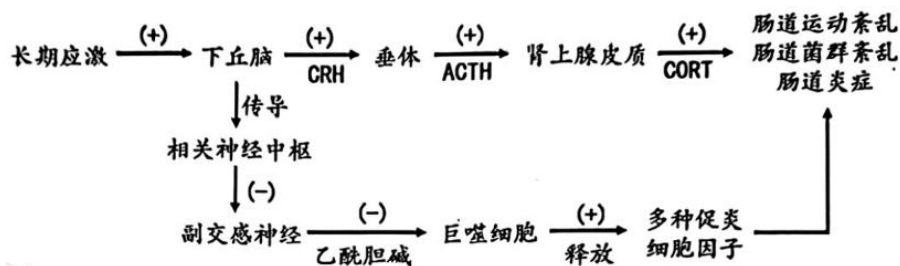 长期应激 (+) 下丘脑 (+) CRH 垂体 (+) ACTH 肾上腺皮质 (+) CORT 肠道运动紊乱
肠道菌群紊乱
肠道炎症
传导
相关神经中枢
(-)
副交感神经 (-) 乙酰胆碱 巨噬细胞 (+) 释放 多种促炎
细胞因子